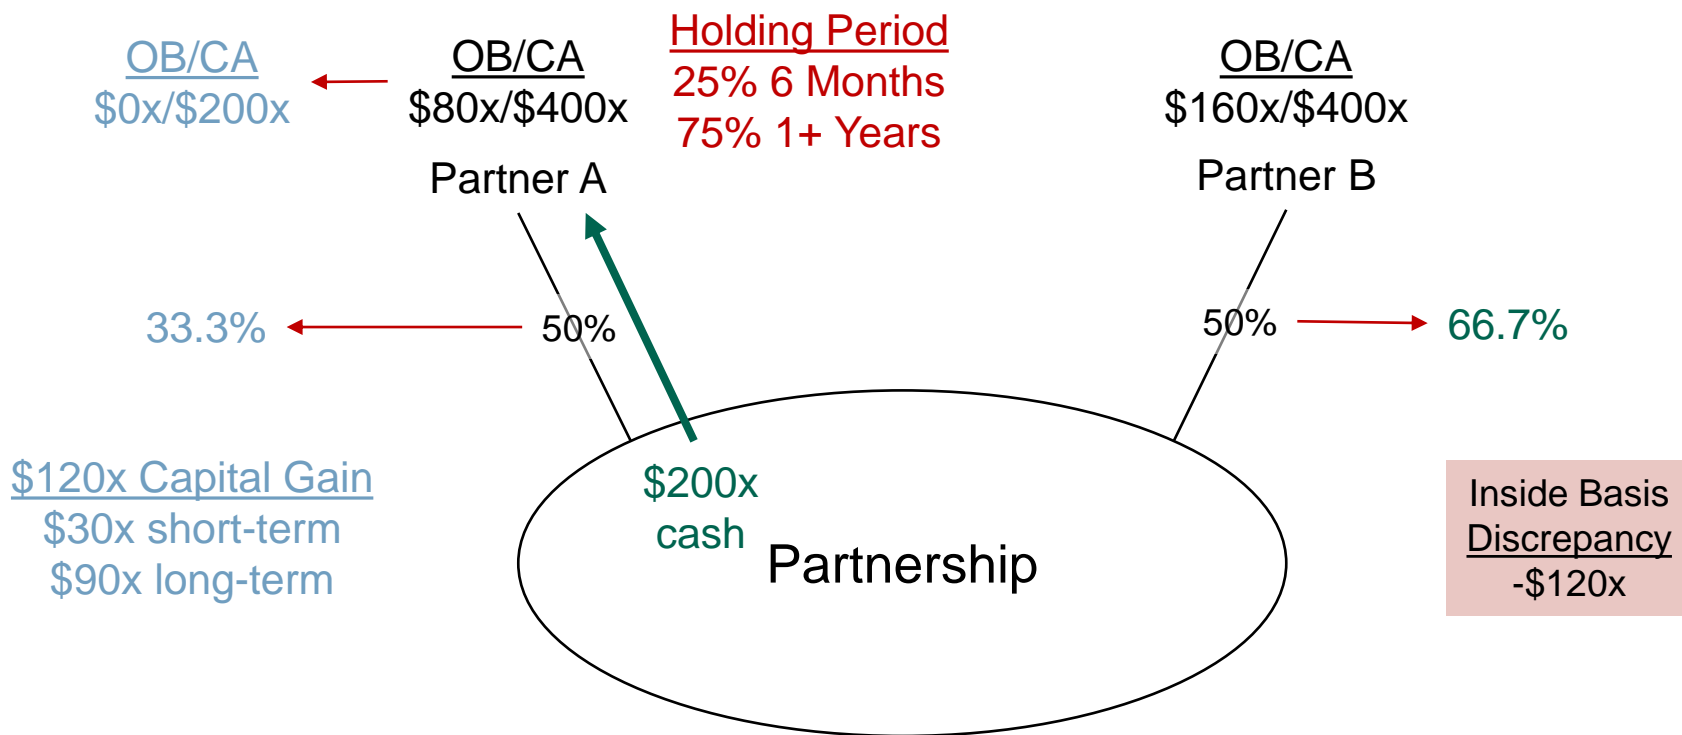 OB/CA
$0x/$200x
OB/CA
$80x/$400x
Holding Period
25% 6 Months
75% 1+ Years
OB/CA
$160x/$400x
Partner A
Partner B
33.3%
50%
50%
66.7%
$120x Capital Gain
$30x short-term
$90x long-term
$200x
cash
Partnership
Inside Basis
Discrepancy
-$120x